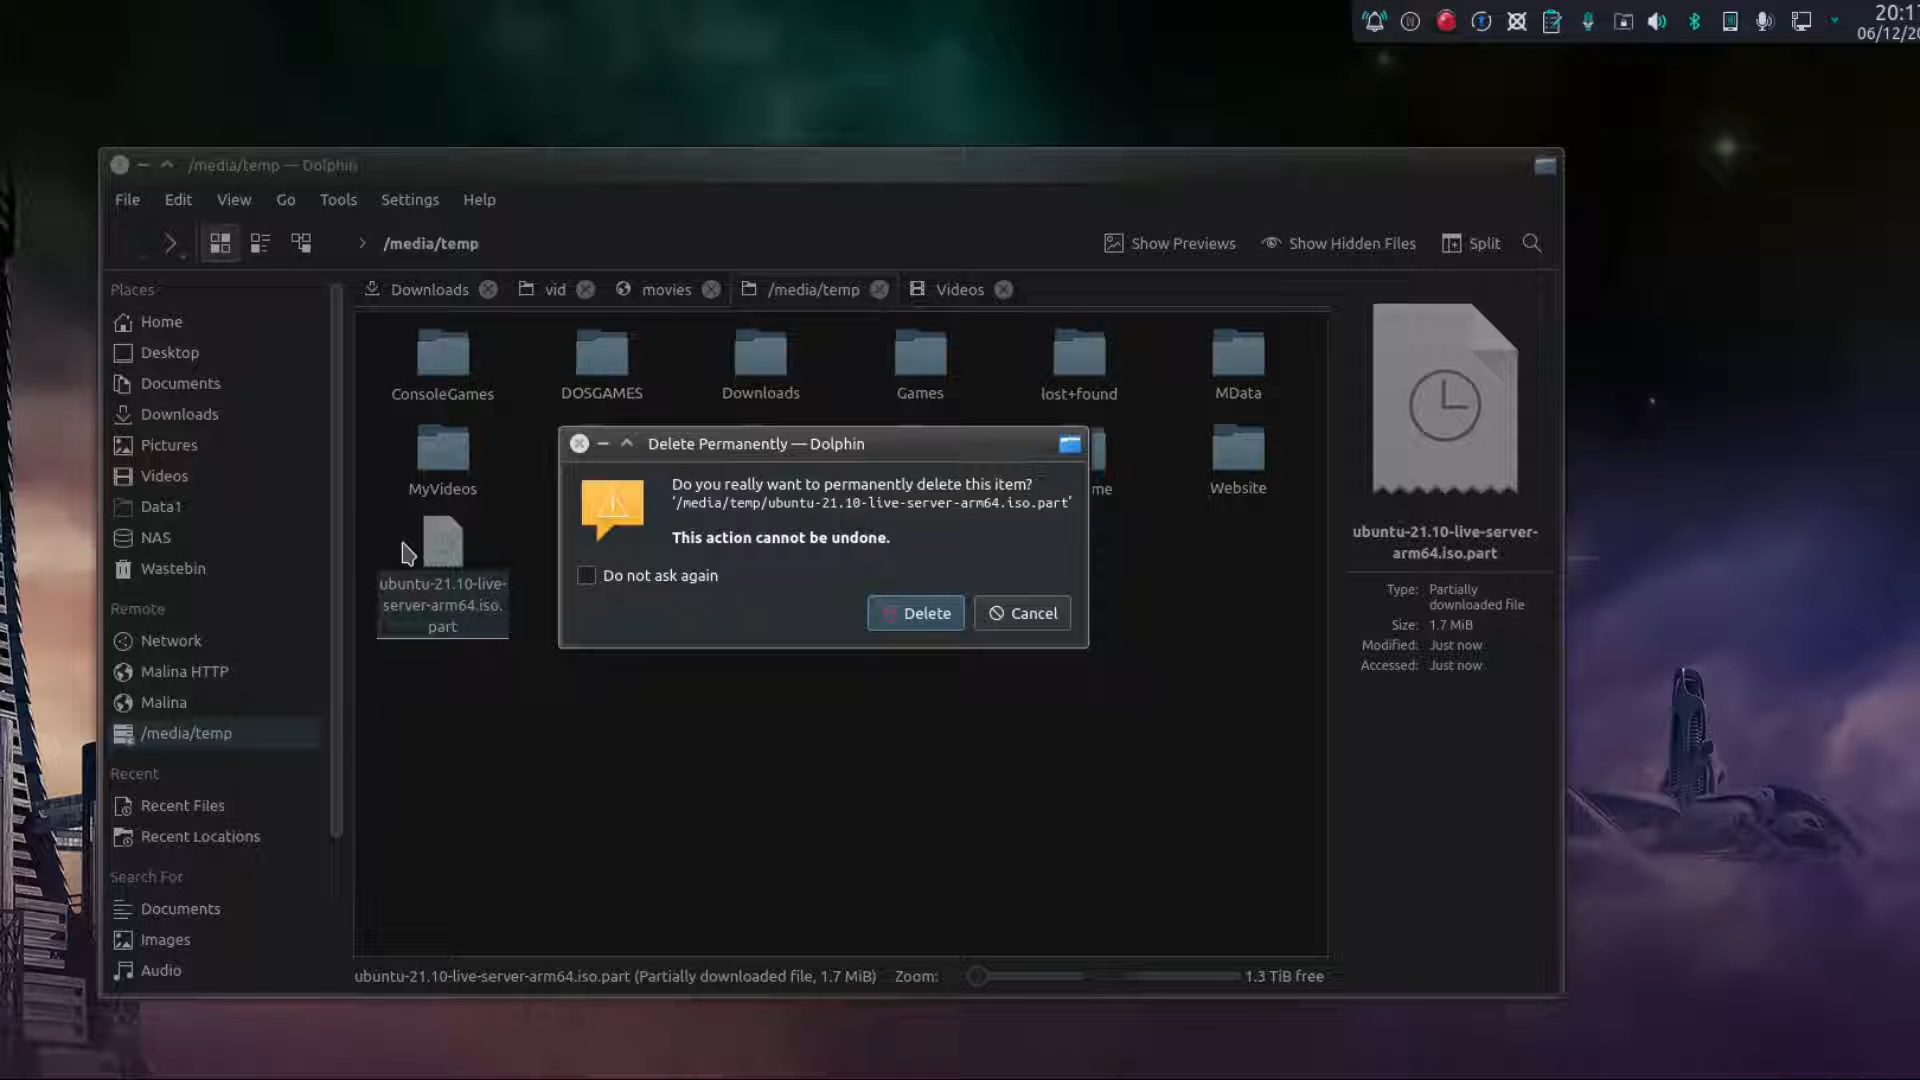 20:1
06/12/20
/media/temp — Dolphin
File Edit View Go Tools Settings Help
/media/temp
Show Previews Show Hidden Files Split
Places
Home
Desktop
Documents
Downloads
Pictures
Videos
Data1
NAS
Wastebin
Remote
Network
Malina HTTP
Malina
/media/temp
Recent
Recent Files
Recent Locations
Search For
Documents
Images
Audio
Downloads vid movies /media/temp Videos
ConsoleGames DOSGAMES Downloads Games lost+found MData
MyVideos me Website
ubuntu-21.10-live-
server-arm64.iso.
part
Delete Permanently — Dolphin
Do you really want to permanently delete this item?
'/media/temp/ubuntu-21.10-live-server-arm64.iso.part'
This action cannot be undone.
Do not ask again
Delete Cancel
ubuntu-21.10-live-server-
arm64.iso.part
Type: Partially
downloaded file
Size: 1.7 MiB
Modified: Just now
Accessed: Just now
ubuntu-21.10-live-server-arm64.iso.part (Partially downloaded file, 1.7 MiB) Zoom: 1.3 TiB free